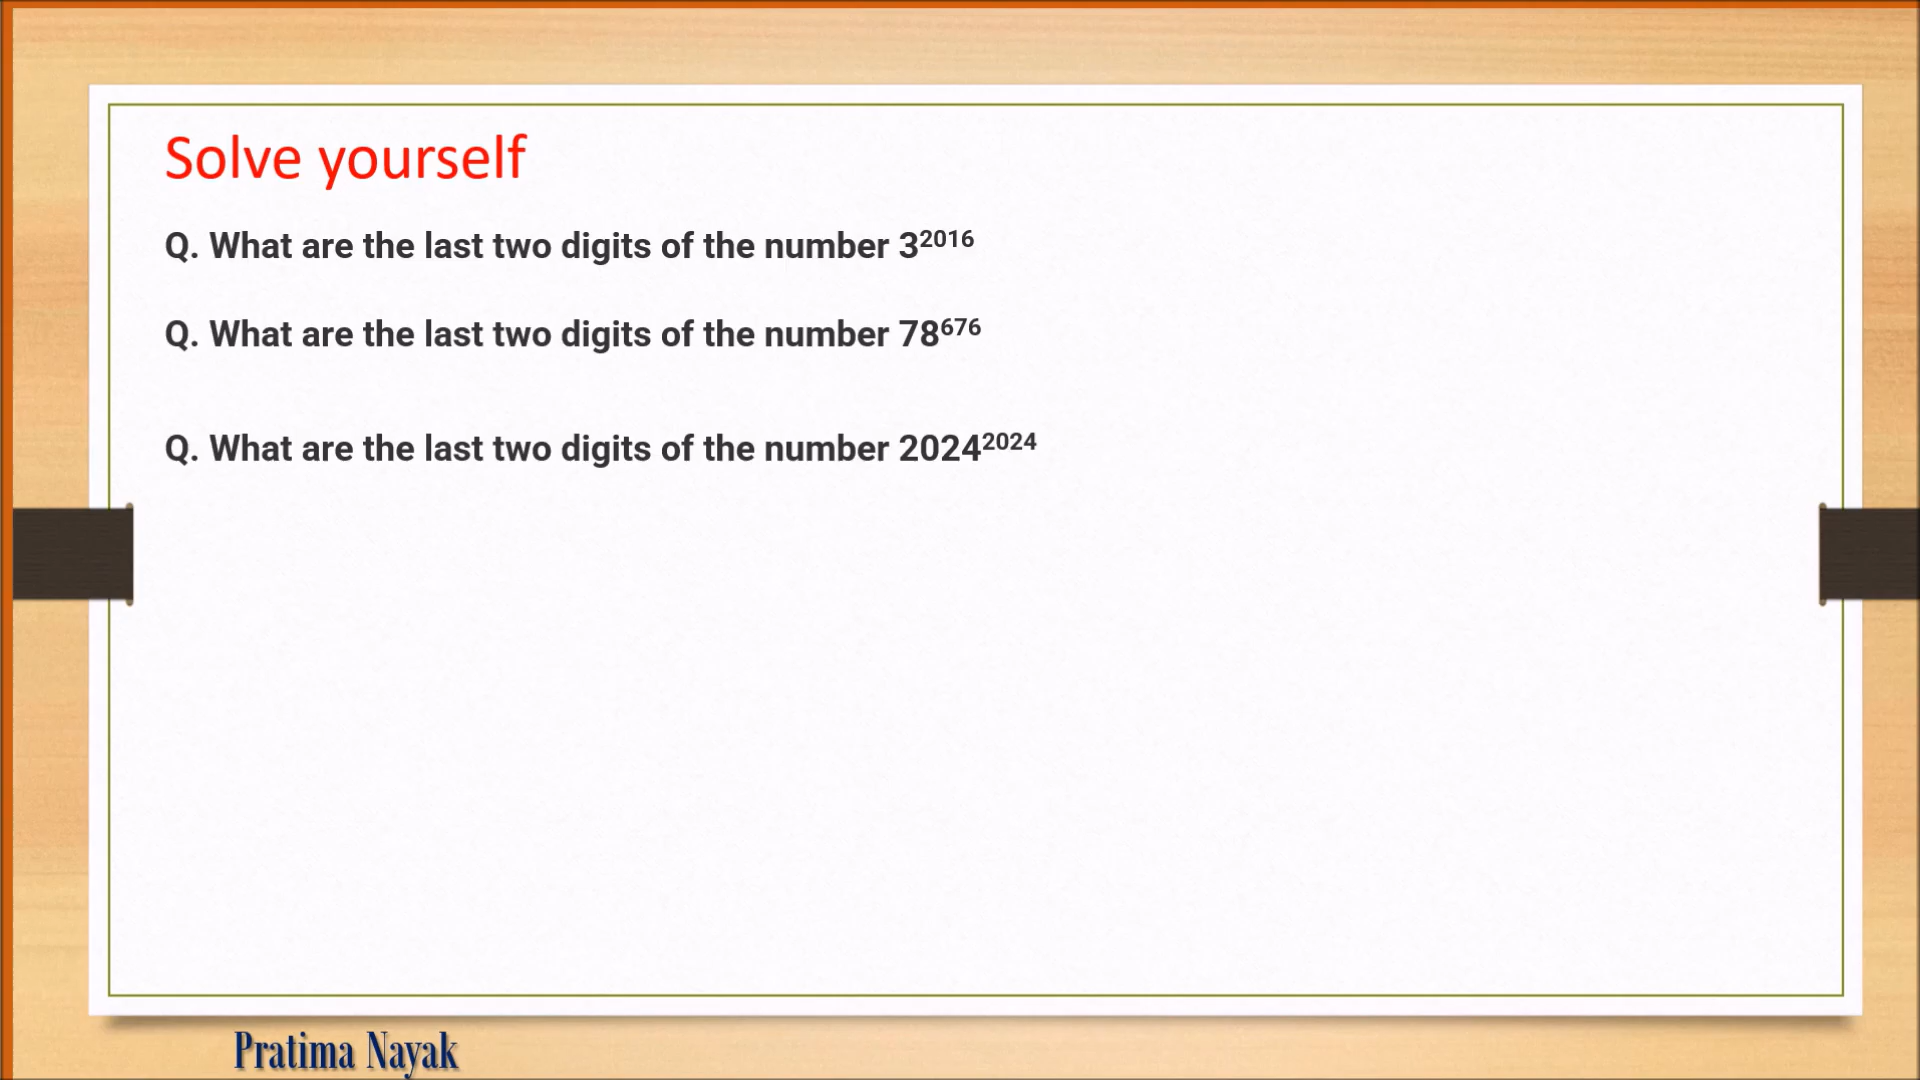 Solve yourself
Q. What are the last two digits of the number 3²⁰¹⁶
Q. What are the last two digits of the number 78⁶⁷⁶
Q. What are the last two digits of the number 2024²⁰²⁴
Pratima Nayak